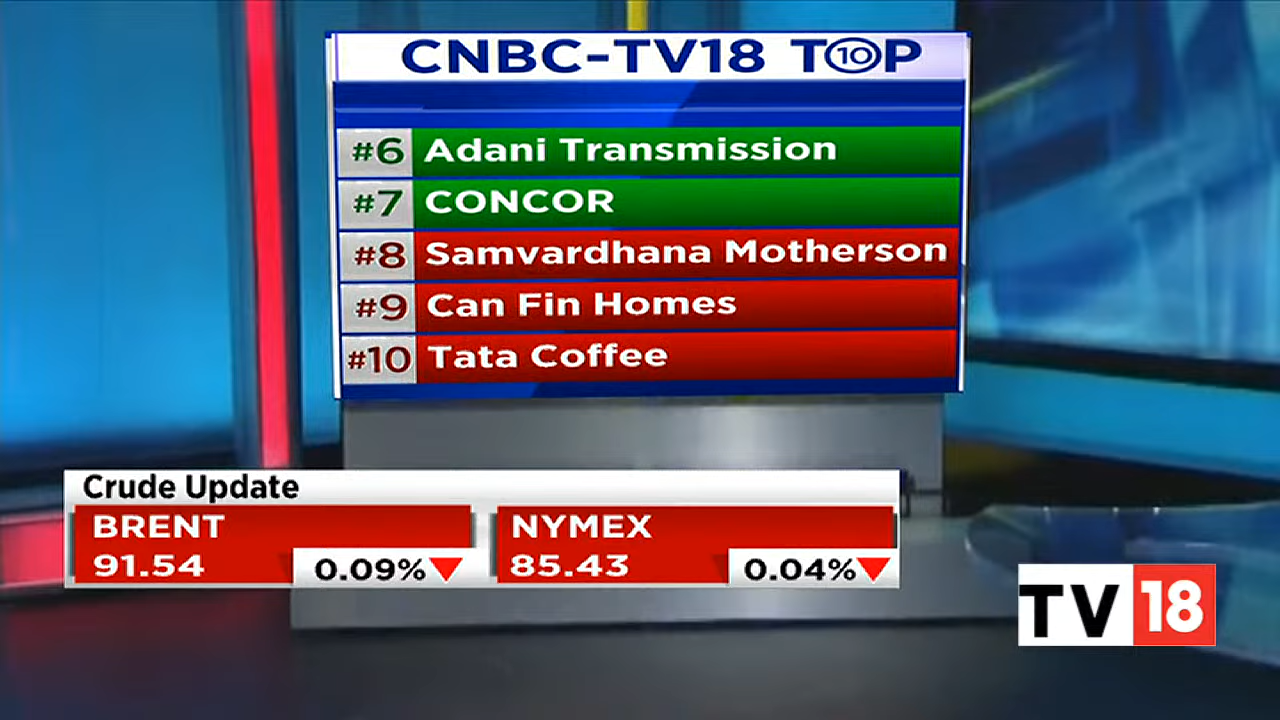 CNBC-TV18 TOP 10
#6 Adani Transmission
#7 CONCOR
#8 Samvardhana Motherson
#9 Can Fin Homes
#10 Tata Coffee
Crude Update
BRENT
91.54 0.09%
NYMEX
85.43 0.04%
TV18